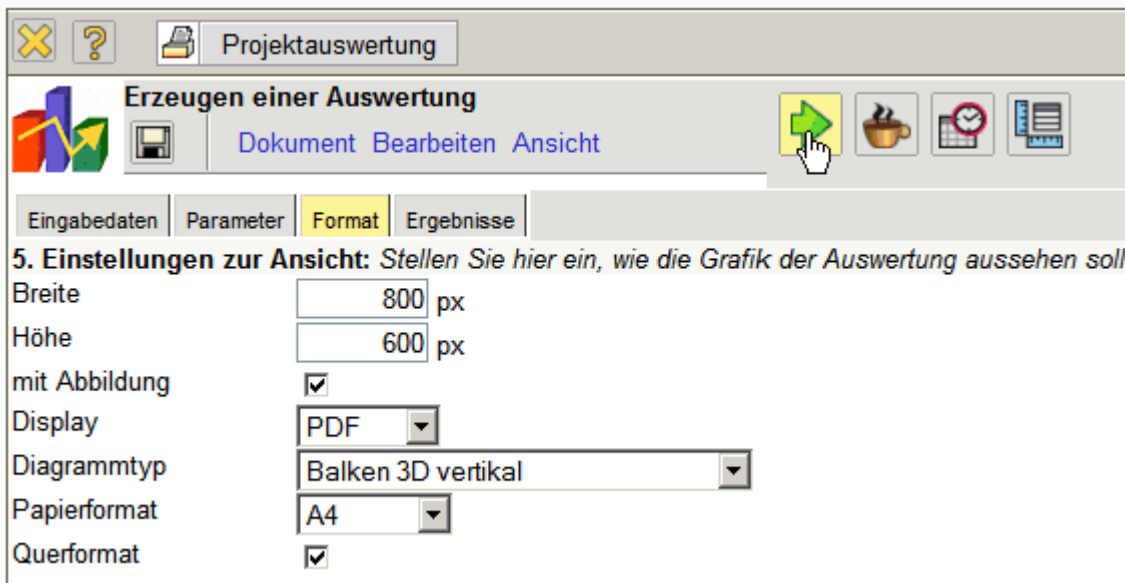 Projektauswertung
Erzeugen einer Auswertung
Dokument Bearbeiten Ansicht
Eingabedaten Parameter Format Ergebnisse
5. Einstellungen zur Ansicht: Stellen Sie hier ein, wie die Grafik der Auswertung aussehen soll
Breite 800 px
Höhe 600 px
mit Abbildung
Display PDF
Diagrammtyp Balken 3D vertikal
Papierformat A4
Querformat